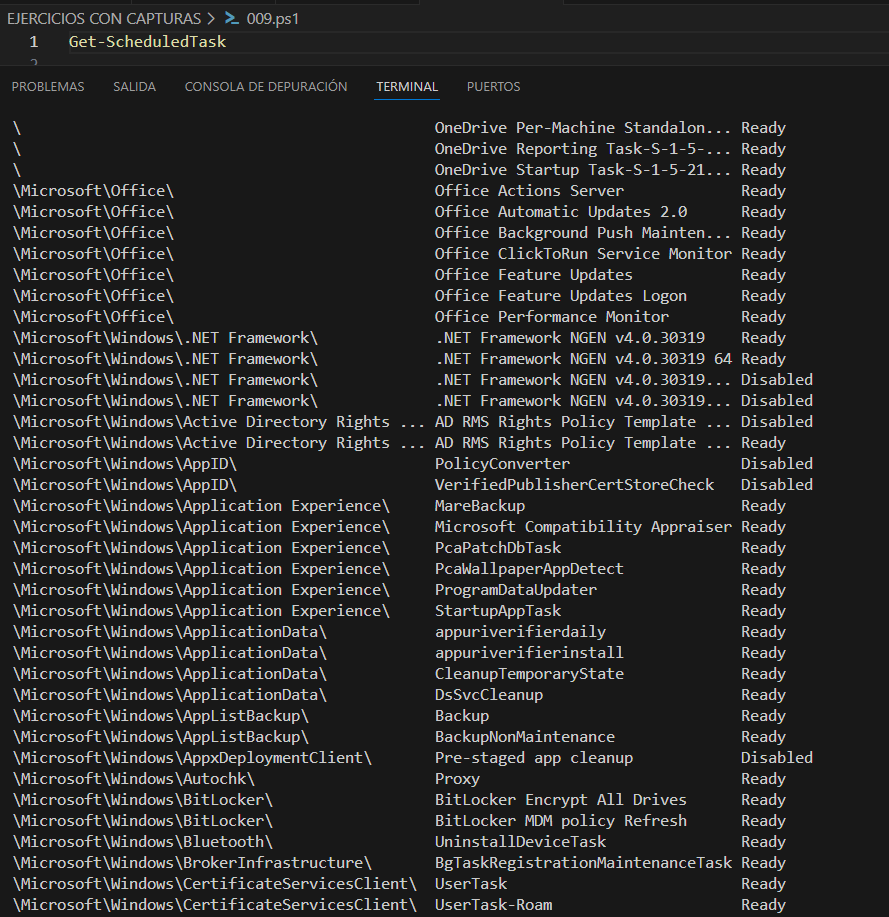 EJERCICIOS CON CAPTURAS > 009.ps1
1 Get-ScheduledTask
2
PROBLEMAS SALIDA CONSOLA DE DEPURACIÓN TERMINAL PUERTOS
\ OneDrive Per-Machine Standalon... Ready
\ OneDrive Reporting Task-S-1-5-... Ready
\ OneDrive Startup Task-S-1-5-21... Ready
\Microsoft\Office\ Office Actions Server Ready
\Microsoft\Office\ Office Automatic Updates 2.0 Ready
\Microsoft\Office\ Office Background Push Mainten... Ready
\Microsoft\Office\ Office ClickToRun Service Monitor Ready
\Microsoft\Office\ Office Feature Updates Ready
\Microsoft\Office\ Office Feature Updates Logon Ready
\Microsoft\Office\ Office Performance Monitor Ready
\Microsoft\Windows\.NET Framework\ .NET Framework NGEN v4.0.30319 Ready
\Microsoft\Windows\.NET Framework\ .NET Framework NGEN v4.0.30319 64 Ready
\Microsoft\Windows\.NET Framework\ .NET Framework NGEN v4.0.30319... Disabled
\Microsoft\Windows\.NET Framework\ .NET Framework NGEN v4.0.30319... Disabled
\Microsoft\Windows\Active Directory Rights ... AD RMS Rights Policy Template ... Disabled
\Microsoft\Windows\Active Directory Rights ... AD RMS Rights Policy Template ... Ready
\Microsoft\Windows\AppID\ PolicyConverter Disabled
\Microsoft\Windows\AppID\ VerifiedPublisherCertStoreCheck Disabled
\Microsoft\Windows\Application Experience\ MareBackup Ready
\Microsoft\Windows\Application Experience\ Microsoft Compatibility Appraiser Ready
\Microsoft\Windows\Application Experience\ PcaPatchDbTask Ready
\Microsoft\Windows\Application Experience\ PcaWallpaperAppDetect Ready
\Microsoft\Windows\Application Experience\ ProgramDataUpdater Ready
\Microsoft\Windows\Application Experience\ StartupAppTask Ready
\Microsoft\Windows\ApplicationData\ appuriverifierdaily Ready
\Microsoft\Windows\ApplicationData\ appuriverifierinstall Ready
\Microsoft\Windows\ApplicationData\ CleanupTemporaryState Ready
\Microsoft\Windows\ApplicationData\ DsSvcCleanup Ready
\Microsoft\Windows\AppListBackup\ Backup Ready
\Microsoft\Windows\AppListBackup\ BackupNonMaintenance Ready
\Microsoft\Windows\AppxDeploymentClient\ Pre-staged app cleanup Disabled
\Microsoft\Windows\Autochk\ Proxy Ready
\Microsoft\Windows\BitLocker\ BitLocker Encrypt All Drives Ready
\Microsoft\Windows\BitLocker\ BitLocker MDM policy Refresh Ready
\Microsoft\Windows\Bluetooth\ UninstallDeviceTask Ready
\Microsoft\Windows\BrokerInfrastructure\ BgTaskRegistrationMaintenanceTask Ready
\Microsoft\Windows\CertificateServicesClient\ UserTask Ready
\Microsoft\Windows\CertificateServicesClient\ UserTask-Roam Ready